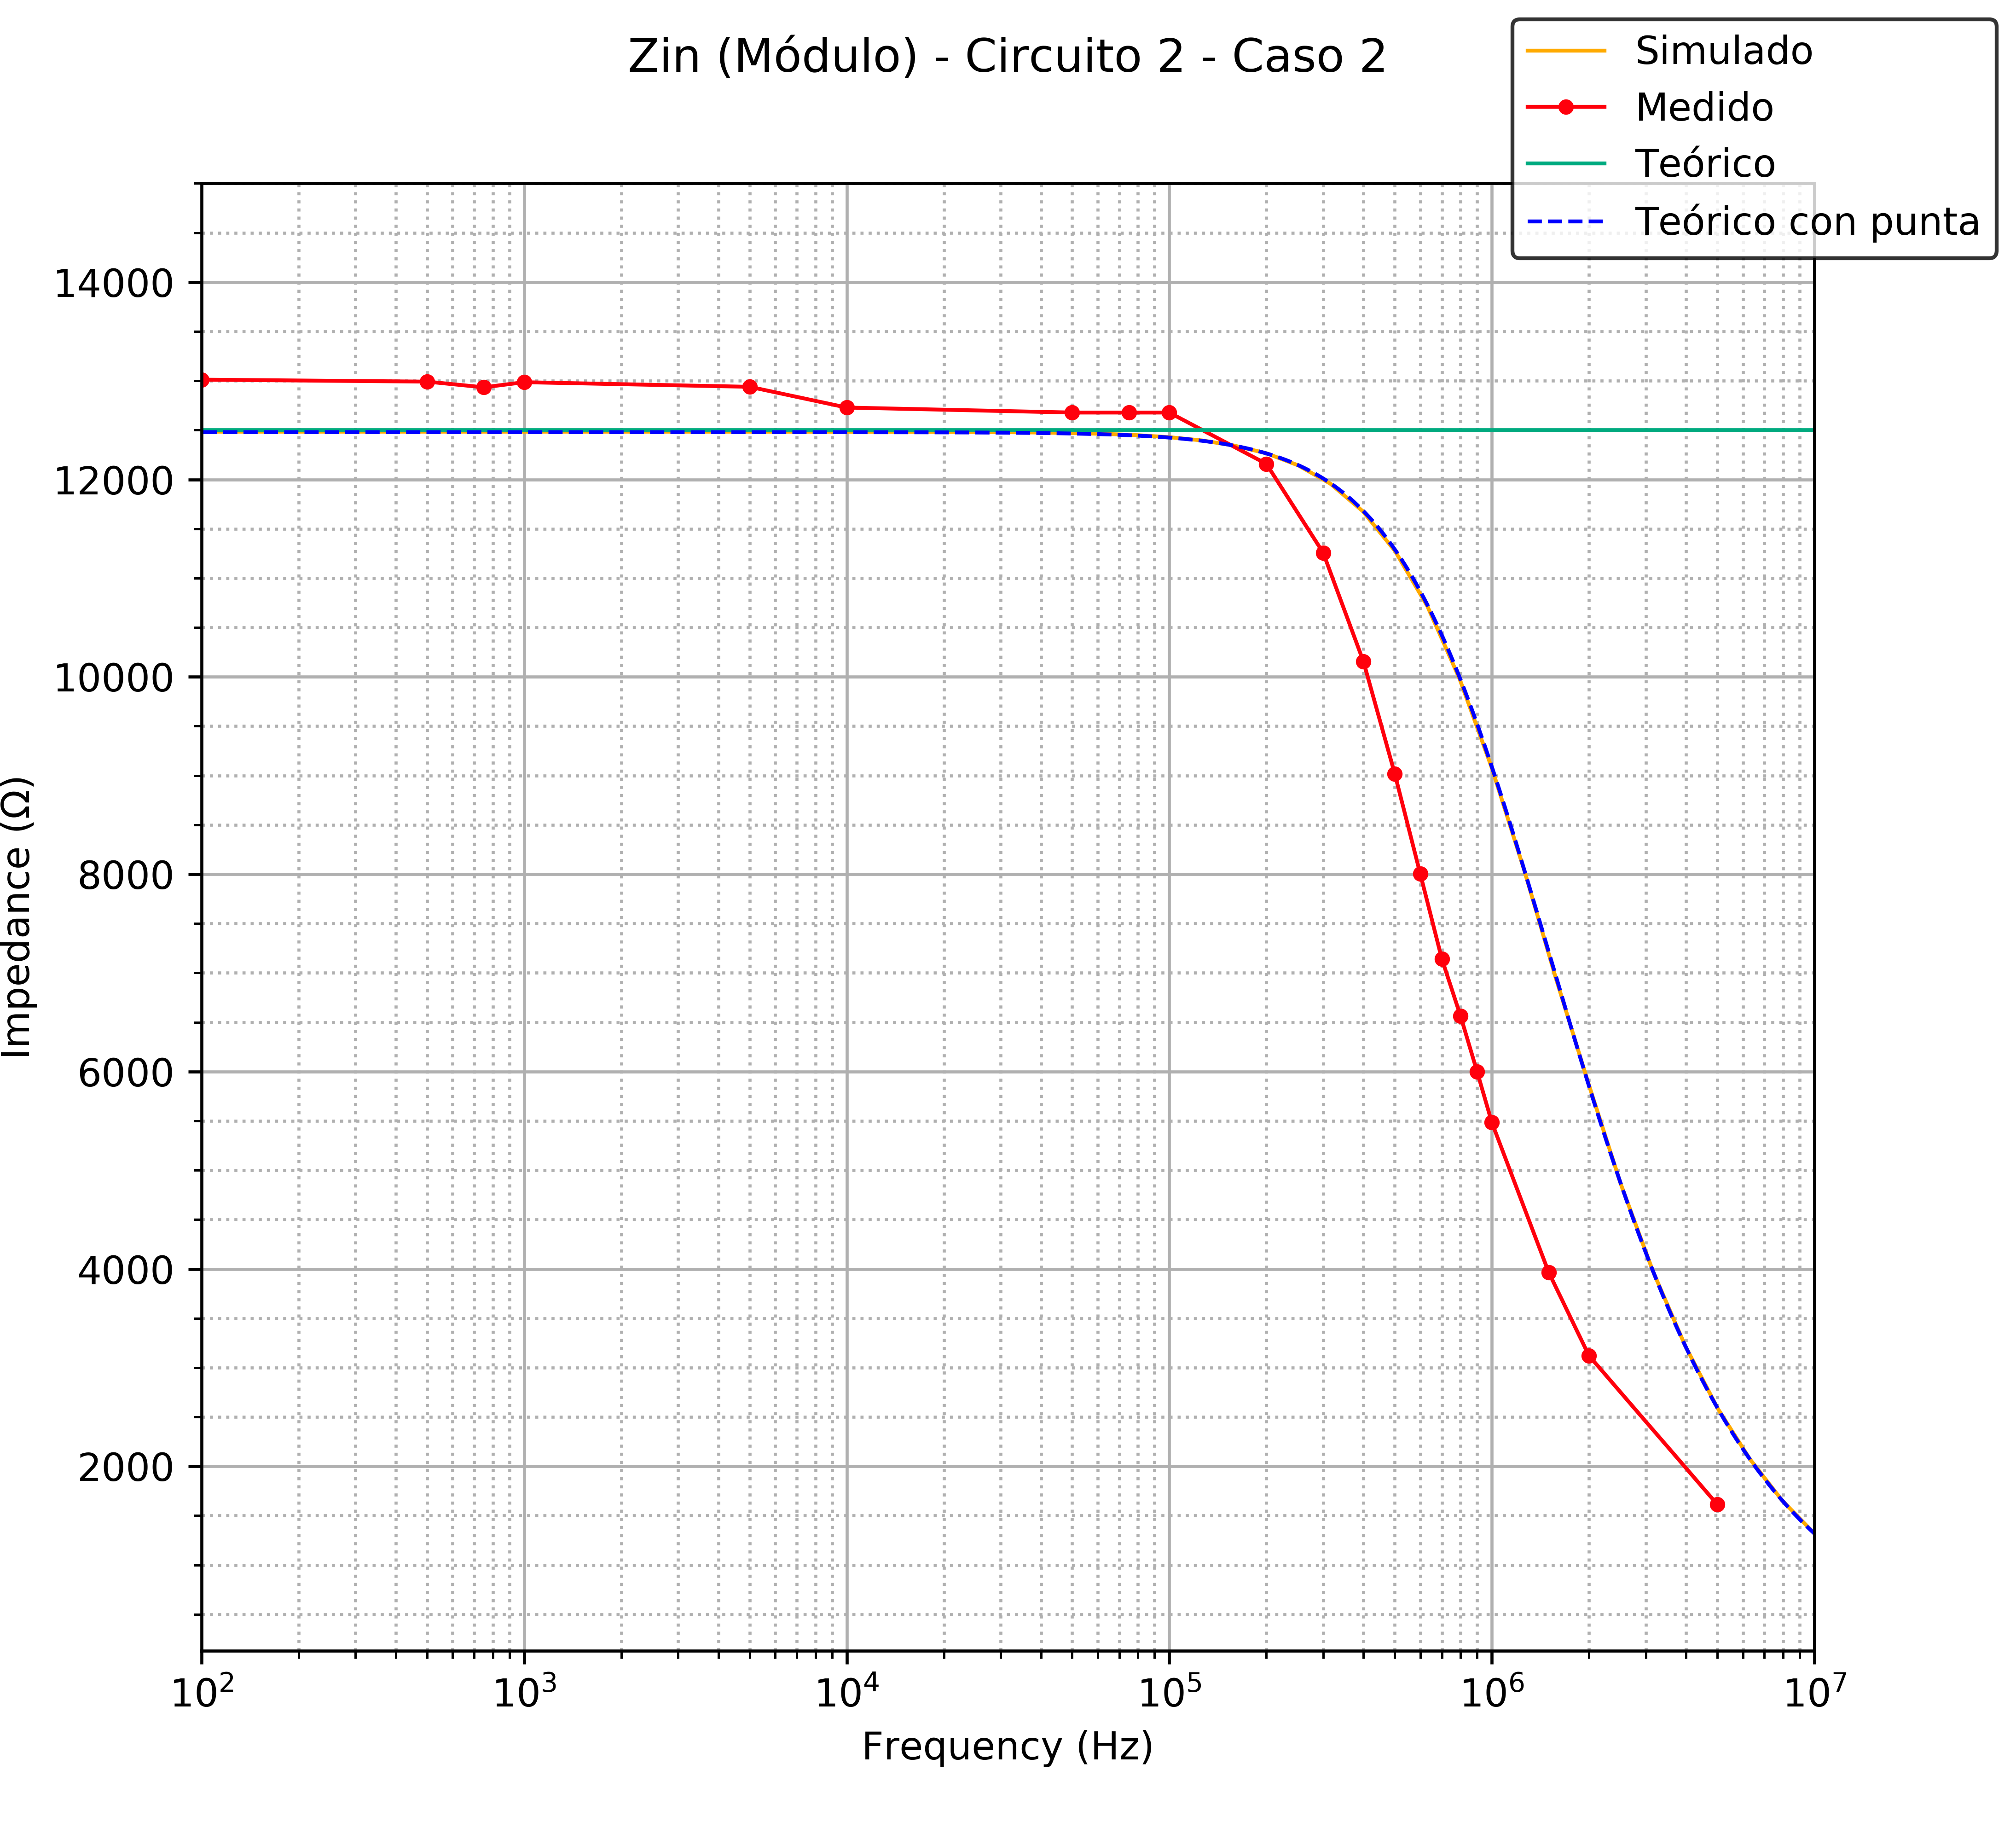 Zin (Módulo) - Circuito 2 - Caso 2
Simulado
Medido
Teórico
Teórico con punta
14000
12000
10000
8000
6000
4000
2000
Impedance (Ω)
10² 10³ 10⁴ 10⁵ 10⁶ 10⁷
Frequency (Hz)